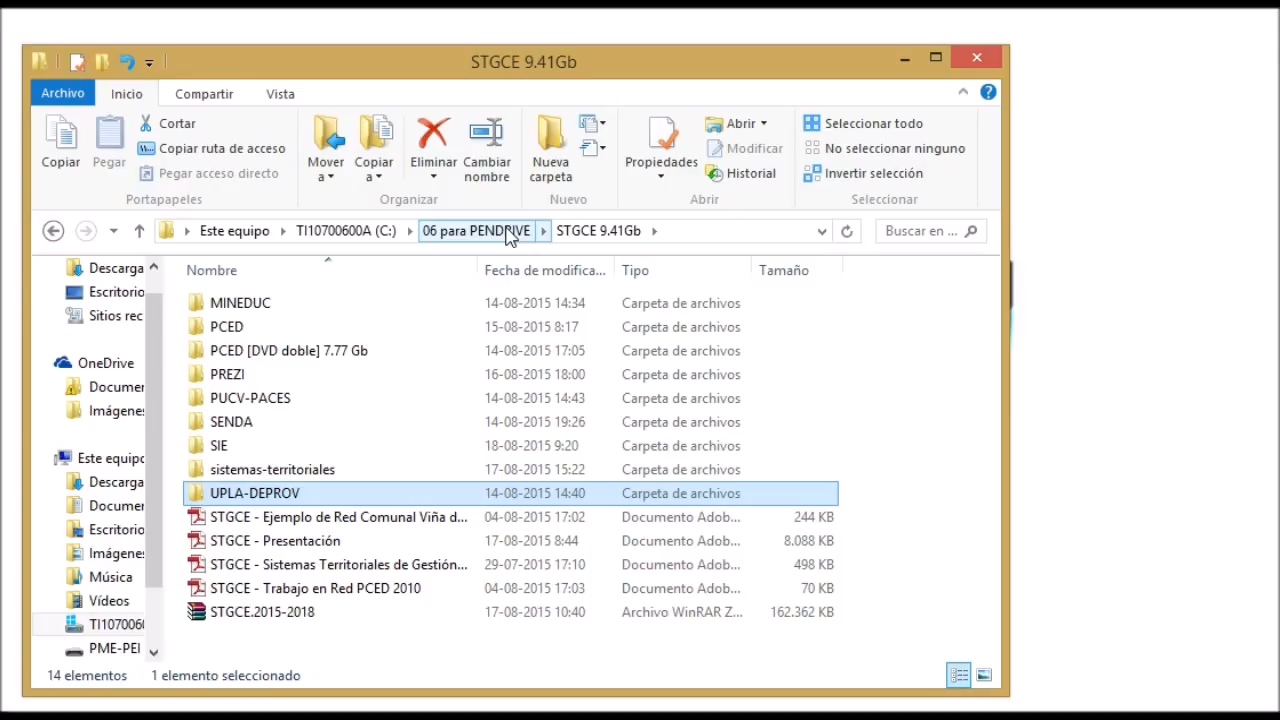 STGCE 9.41Gb
Archivo Inicio Compartir Vista
Copiar
Pegar
Cortar
Copiar ruta de acceso
Pegar acceso directo
Portapapeles
Mover a
Copiar a
Eliminar
Cambiar nombre
Organizar
Nueva carpeta
Nuevo
Propiedades
Abrir
Modificar
Historial
Abrir
Seleccionar todo
No seleccionar ninguno
Invertir selección
Seleccionar
Este equipo TI10700600A (C:) 06 para PENDRIVE STGCE 9.41Gb Buscar en ...
Descarga
Escritorio
Sitios rec
OneDrive
Documer
Imágenes
Este equipo
Descarga
Documer
Escritorio
Imágenes
Música
Vídeos
TI1070060
PME-PEI
Nombre Fecha de modifica... Tipo Tamaño
MINEDUC 14-08-2015 14:34 Carpeta de archivos
PCED 15-08-2015 8:17 Carpeta de archivos
PCED [DVD doble] 7.77 Gb 14-08-2015 17:05 Carpeta de archivos
PREZI 16-08-2015 18:00 Carpeta de archivos
PUCV-PACES 14-08-2015 14:43 Carpeta de archivos
SENDA 14-08-2015 19:26 Carpeta de archivos
SIE 18-08-2015 9:20 Carpeta de archivos
sistemas-territoriales 17-08-2015 15:22 Carpeta de archivos
UPLA-DEPROV 14-08-2015 14:40 Carpeta de archivos
STGCE - Ejemplo de Red Comunal Viña d... 04-08-2015 17:02 Documento Adob... 244 KB
STGCE - Presentación 17-08-2015 8:44 Documento Adob... 8.088 KB
STGCE - Sistemas Territoriales de Gestión... 29-07-2015 17:10 Documento Adob... 498 KB
STGCE - Trabajo en Red PCED 2010 04-08-2015 17:03 Documento Adob... 70 KB
STGCE.2015-2018 17-08-2015 10:40 Archivo WinRAR Z... 162.362 KB
14 elementos 1 elemento seleccionado